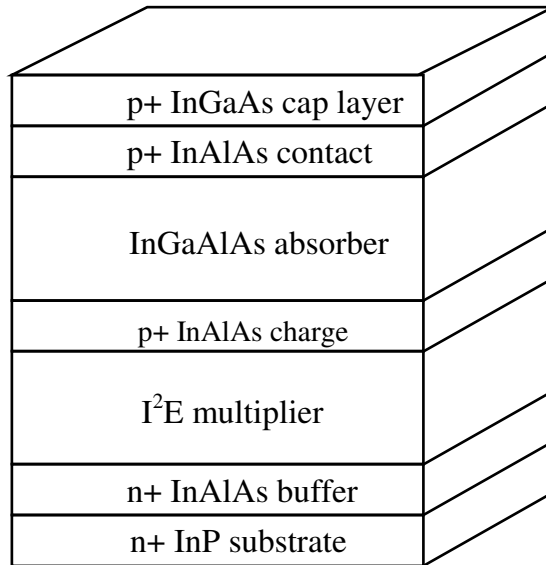 p+ InGaAs cap layer
p+ InAlAs contact
InGaAlAs absorber
p+ InAlAs charge
I²E multiplier
n+ InAlAs buffer
n+ InP substrate